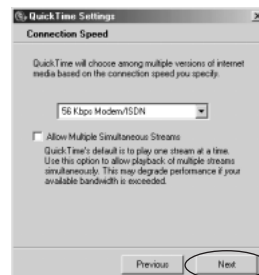 QuickTime Settings
Connection Speed
QuickTime will choose among multiple versions of internet
media based on the connection speed you specify.
56 Kbps Modem/ISDN
Allow Multiple Simultaneous Streams
QuickTime's default is to play one stream at a time.
Use this option to allow playback of multiple streams
simultaneously. This may degrade performance if your
available bandwidth is exceeded.
Previous
Next